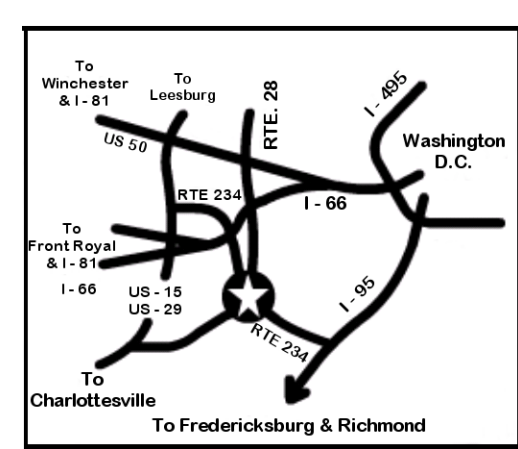 To
Winchester
& I - 81
To
Leesburg
RTE. 28
I - 495
Washington
D.C.
US 50
RTE 234
I - 66
To
Front Royal
& I - 81
I - 66
US - 15
US - 29
I - 95
RTE 234
To
Charlottesville
To Fredericksburg & Richmond